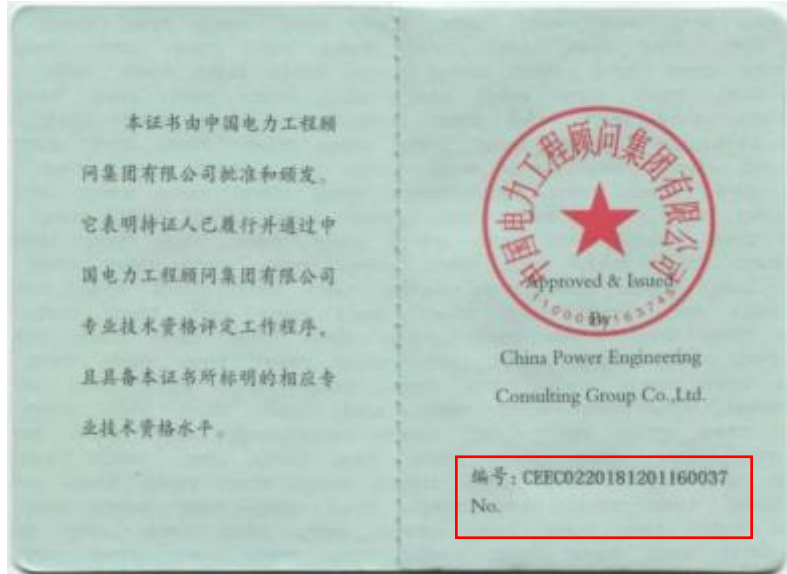 本证书由中国电力工程顾
问集团有限公司批准和颁发。
它表明持证人已履行并通过中
国电力工程顾问集团有限公司
专业技术资格评定工作程序，
且具备本证书所标明的相应专
业技术资格水平。
中国电力工程顾问集团有限公司
Approved & Issued
By
China Power Engineering
Consulting Group Co.,Ltd.
编号：CEEC0220181201160037
No.